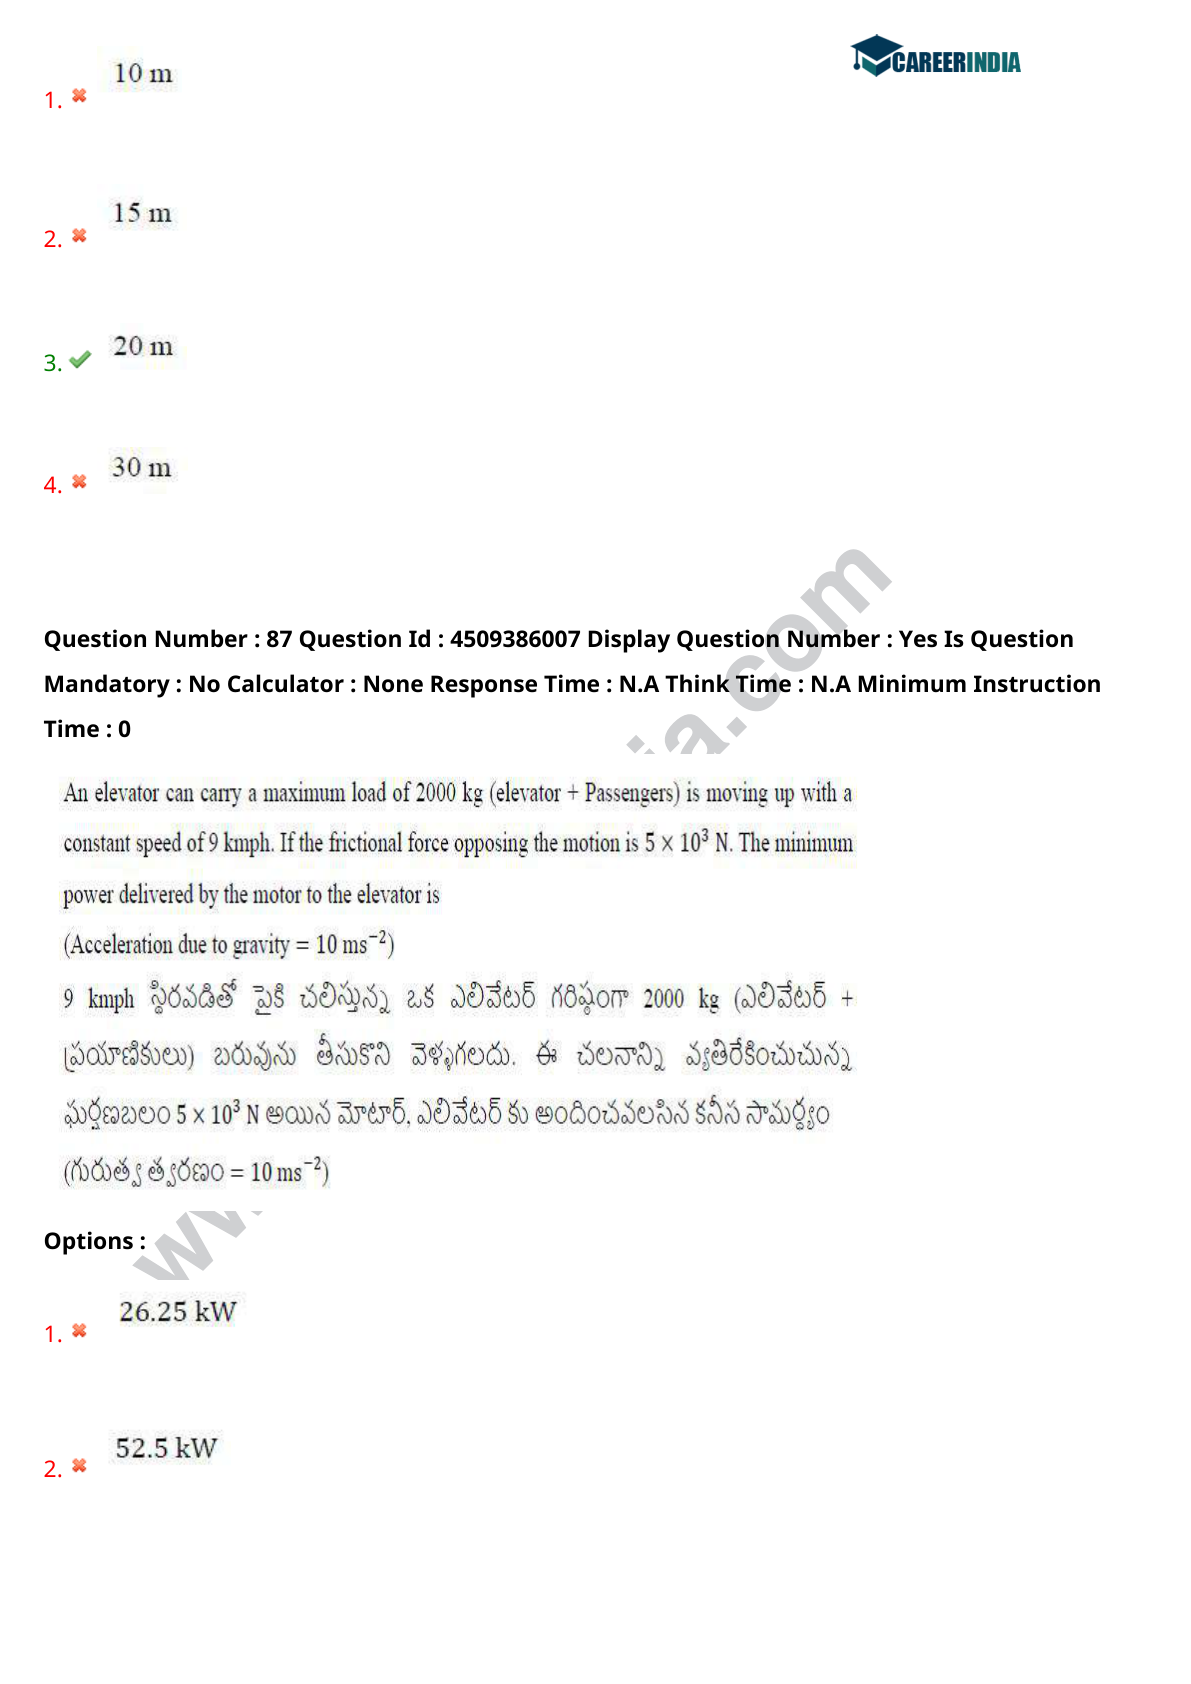 CAREERINDIA
10 m
1.
15 m
2.
20 m
3.
30 m
4.
Question Number : 87 Question Id : 4509386007 Display Question Number : Yes Is Question
Mandatory : No Calculator : None Response Time : N.A Think Time : N.A Minimum Instruction
Time : 0
An elevator can carry a maximum load of 2000 kg (elevator + Passengers) is moving up with a
constant speed of 9 kmph. If the frictional force opposing the motion is 5 × 10³ N. The minimum
power delivered by the motor to the elevator is
(Acceleration due to gravity = 10 ms⁻²)
9 kmph స్థిరవడితో పైకి చలిస్తున్న ఒక ఎలివేటర్ గరిష్ఠంగా 2000 kg (ఎలివేటర్ +
ప్రయాణికులు) బరువును తీసుకొని వెళ్ళగలదు. ఈ చలనాన్ని వ్యతిరేకించుచున్న
ఘర్షణబలం 5 × 10³ N అయిన మోటార్, ఎలివేటర్ కు అందించవలసిన కనీస సామర్థ్యం
(గురుత్వ త్వరణం = 10 ms⁻²)
Options :
26.25 kW
1.
52.5 kW
2.